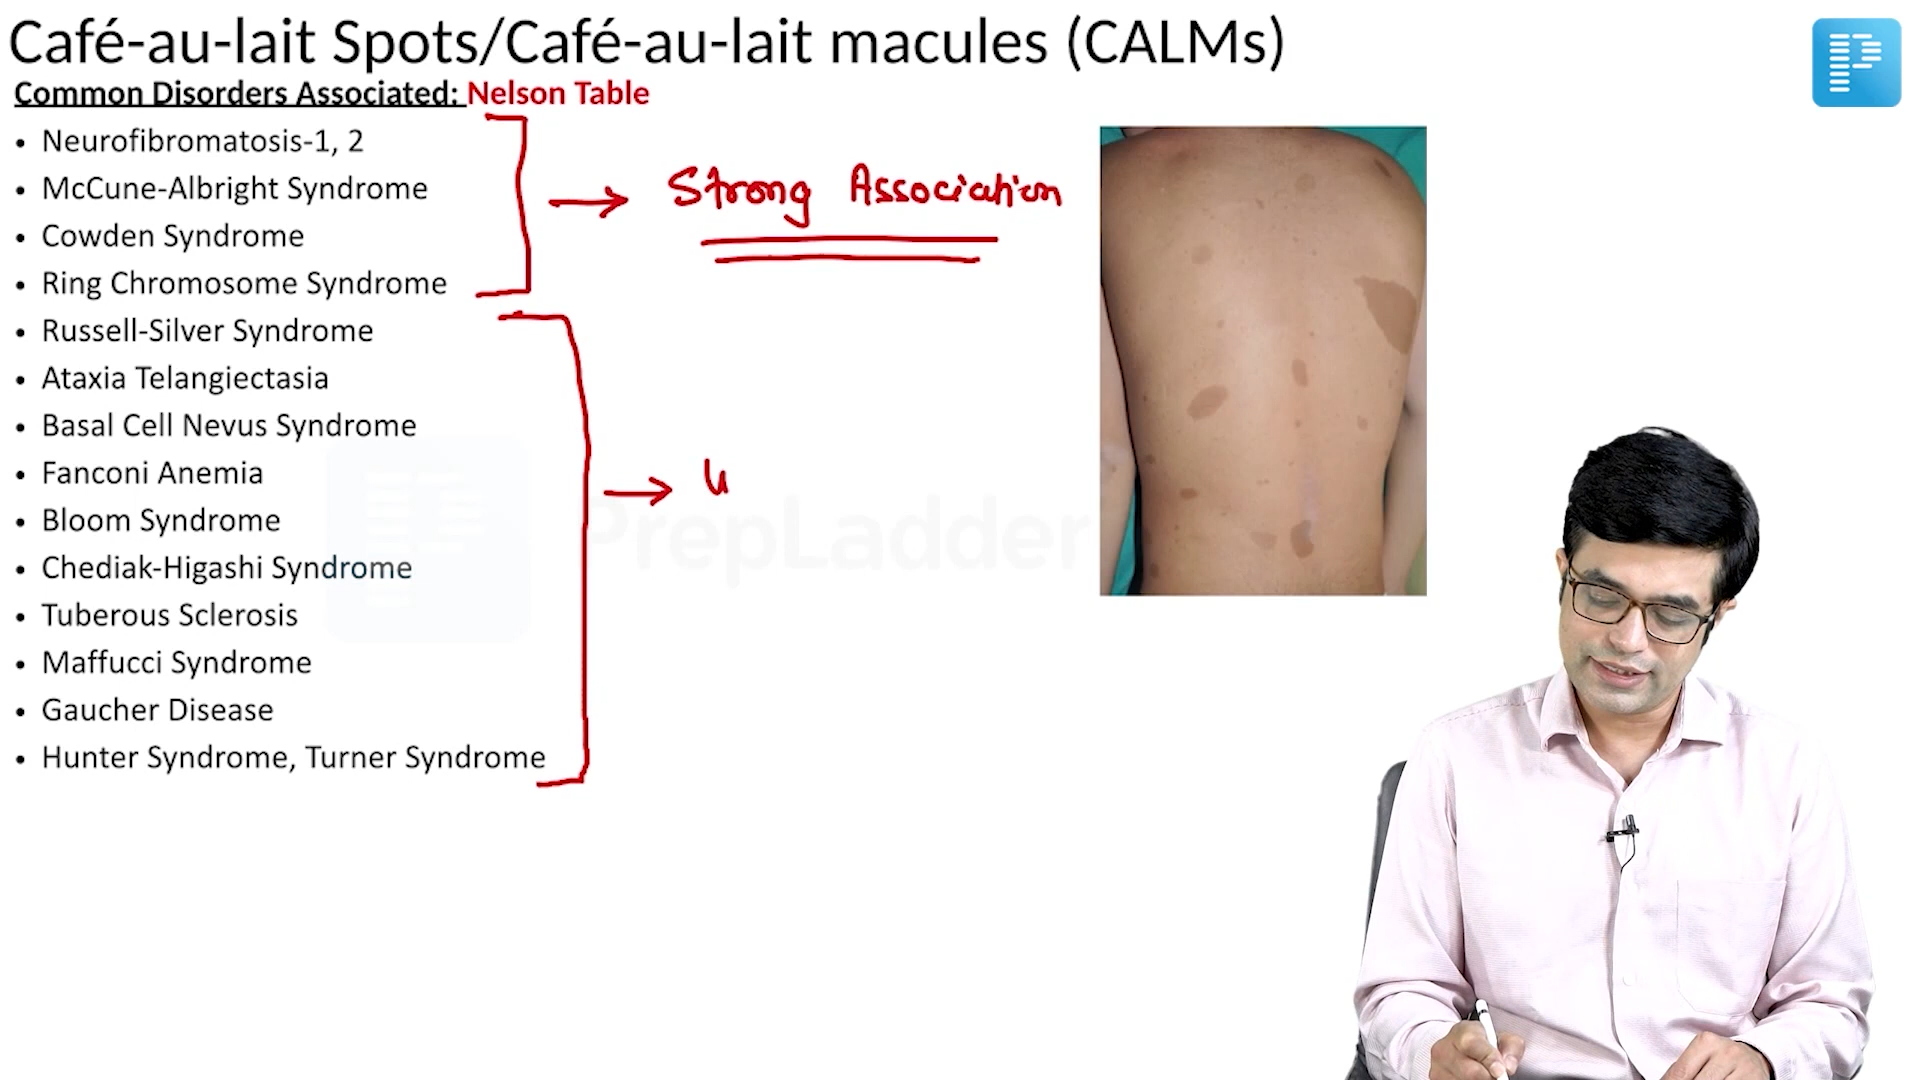 Café-au-lait Spots/Café-au-lait macules (CALMs)
Common Disorders Associated: Nelson Table
• Neurofibromatosis-1, 2
• McCune-Albright Syndrome
• Cowden Syndrome
• Ring Chromosome Syndrome
→ Strong Association
• Russell-Silver Syndrome
• Ataxia Telangiectasia
• Basal Cell Nevus Syndrome
• Fanconi Anemia
• Bloom Syndrome
• Chediak-Higashi Syndrome
• Tuberous Sclerosis
• Maffucci Syndrome
• Gaucher Disease
• Hunter Syndrome, Turner Syndrome
PrepLadder